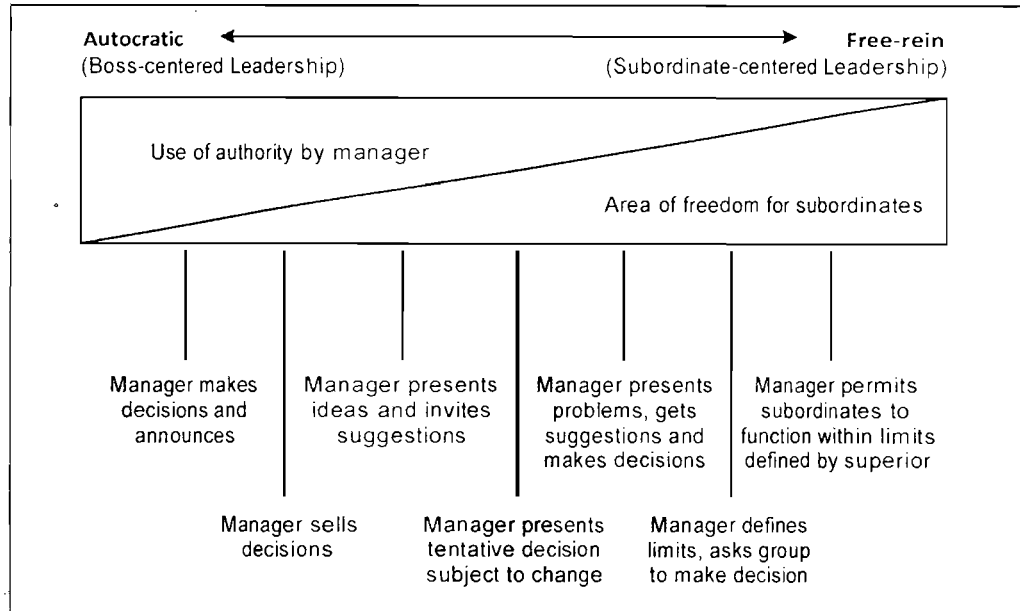 Autocratic
(Boss-centered Leadership)
Free-rein
(Subordinate-centered Leadership)
Use of authority by manager
Area of freedom for subordinates
Manager makes
decisions and
announces
Manager sells
decisions
Manager presents
ideas and invites
suggestions
Manager presents
tentative decision
subject to change
Manager presents
problems, gets
suggestions and
makes decisions
Manager defines
limits, asks group
to make decision
Manager permits
subordinates to
function within limits
defined by superior